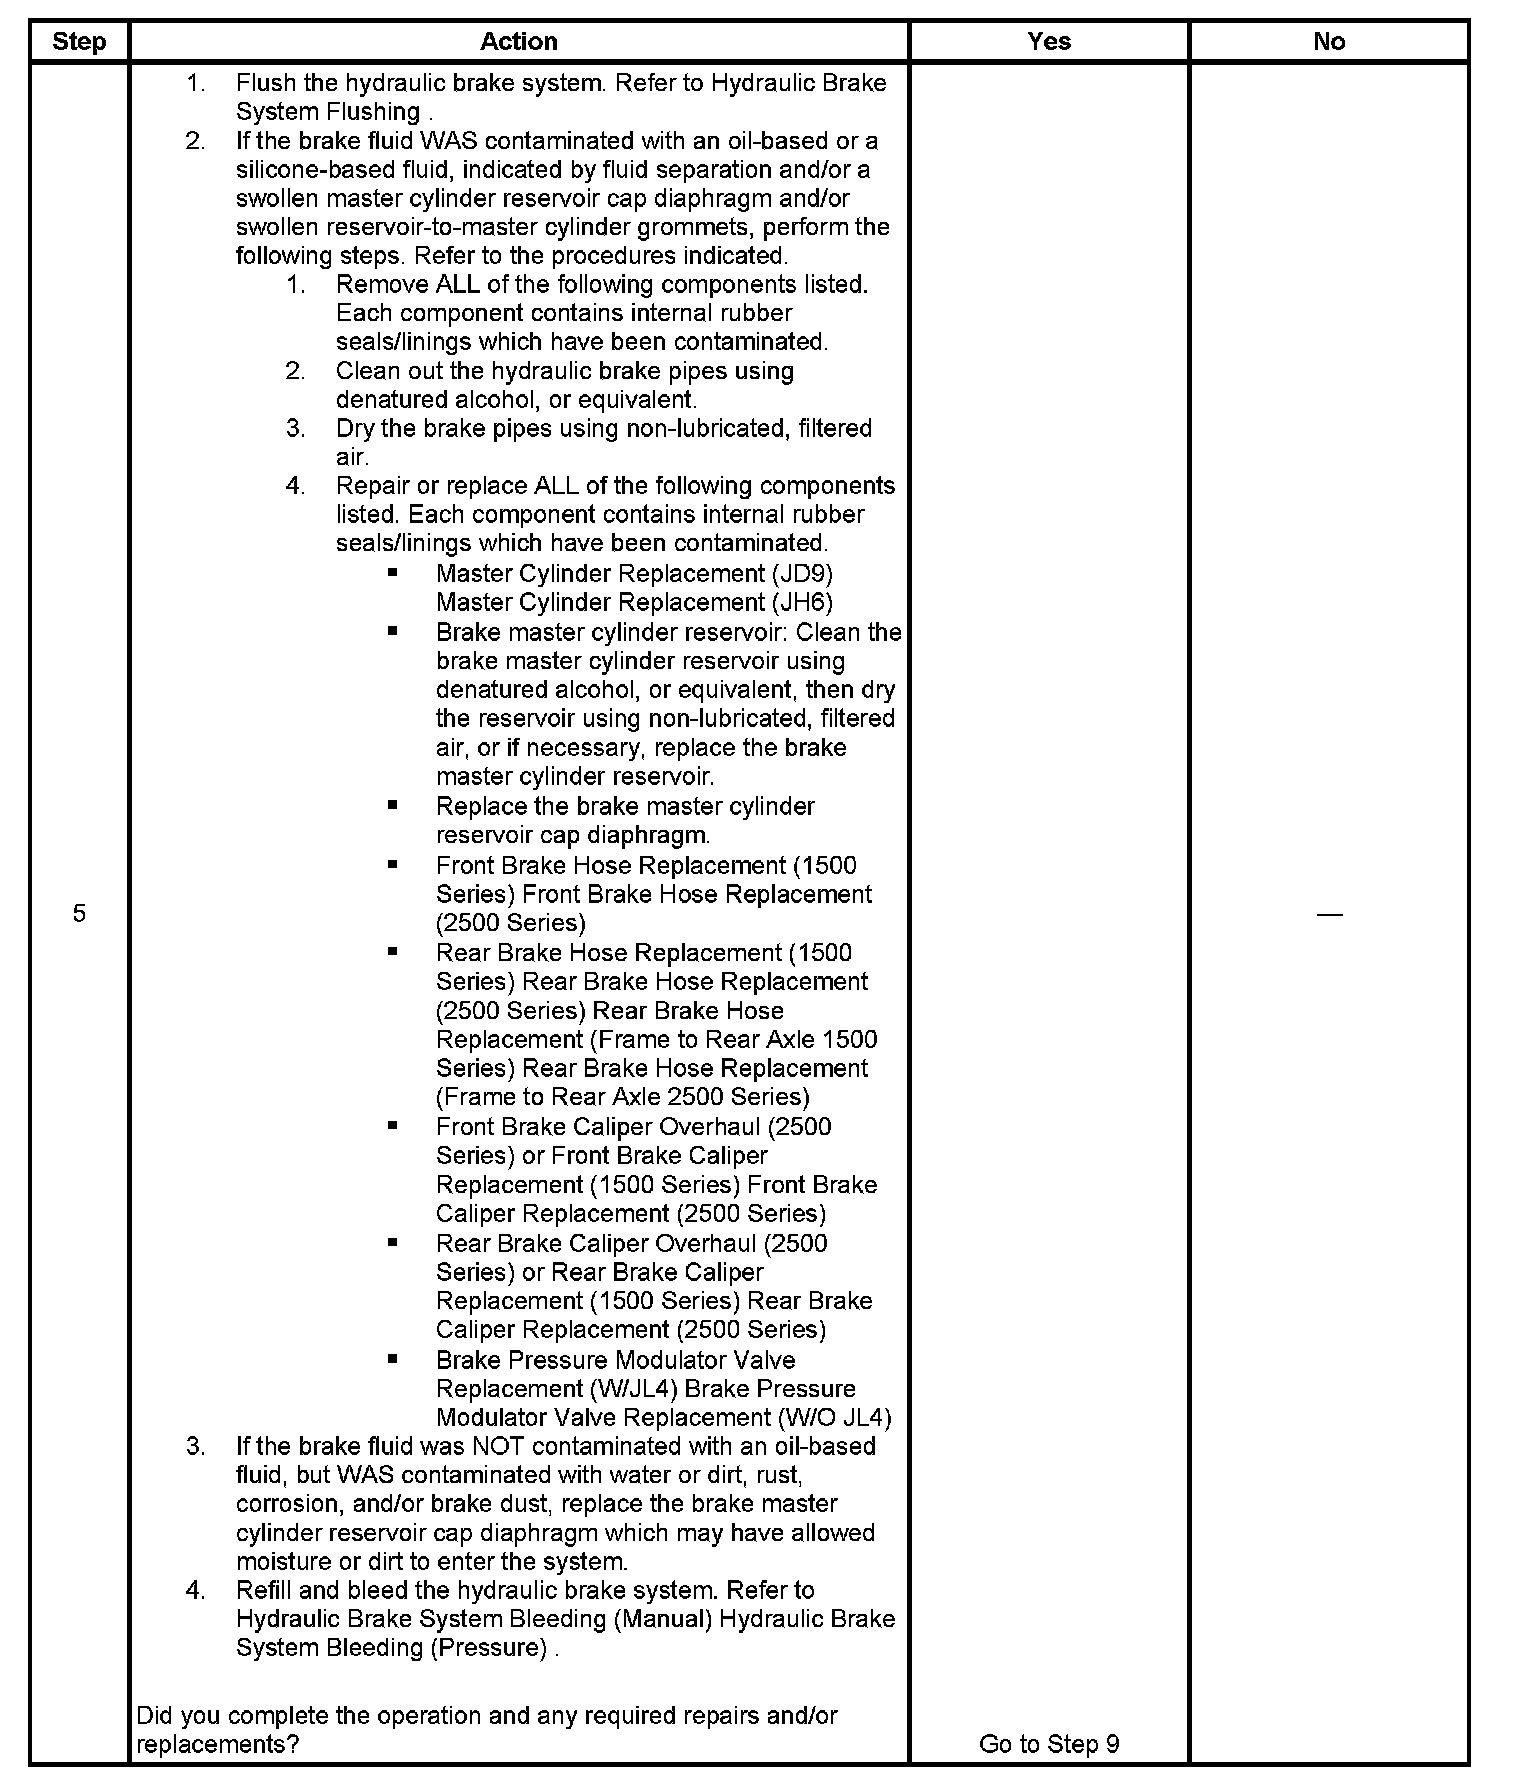 Step Action Yes No
1. Flush the hydraulic brake system. Refer to Hydraulic Brake
System Flushing .
2. If the brake fluid WAS contaminated with an oil-based or a
silicone-based fluid, indicated by fluid separation and/or a
swollen master cylinder reservoir cap diaphragm and/or
swollen reservoir-to-master cylinder grommets, perform the
following steps. Refer to the procedures indicated.
1. Remove ALL of the following components listed.
Each component contains internal rubber
seals/linings which have been contaminated.
2. Clean out the hydraulic brake pipes using
denatured alcohol, or equivalent.
3. Dry the brake pipes using non-lubricated, filtered
air.
4. Repair or replace ALL of the following components
listed. Each component contains internal rubber
seals/linings which have been contaminated.
▪ Master Cylinder Replacement (JD9)
Master Cylinder Replacement (JH6)
▪ Brake master cylinder reservoir: Clean the
brake master cylinder reservoir using
denatured alcohol, or equivalent, then dry
the reservoir using non-lubricated, filtered
air, or if necessary, replace the brake
master cylinder reservoir.
▪ Replace the brake master cylinder
reservoir cap diaphragm.
▪ Front Brake Hose Replacement (1500
Series) Front Brake Hose Replacement
(2500 Series)
5 —
▪ Rear Brake Hose Replacement (1500
Series) Rear Brake Hose Replacement
(2500 Series) Rear Brake Hose
Replacement (Frame to Rear Axle 1500
Series) Rear Brake Hose Replacement
(Frame to Rear Axle 2500 Series)
▪ Front Brake Caliper Overhaul (2500
Series) or Front Brake Caliper
Replacement (1500 Series) Front Brake
Caliper Replacement (2500 Series)
▪ Rear Brake Caliper Overhaul (2500
Series) or Rear Brake Caliper
Replacement (1500 Series) Rear Brake
Caliper Replacement (2500 Series)
▪ Brake Pressure Modulator Valve
Replacement (W/JL4) Brake Pressure
Modulator Valve Replacement (W/O JL4)
3. If the brake fluid was NOT contaminated with an oil-based
fluid, but WAS contaminated with water or dirt, rust,
corrosion, and/or brake dust, replace the brake master
cylinder reservoir cap diaphragm which may have allowed
moisture or dirt to enter the system.
4. Refill and bleed the hydraulic brake system. Refer to
Hydraulic Brake System Bleeding (Manual) Hydraulic Brake
System Bleeding (Pressure) .
Did you complete the operation and any required repairs and/or
replacements? Go to Step 9